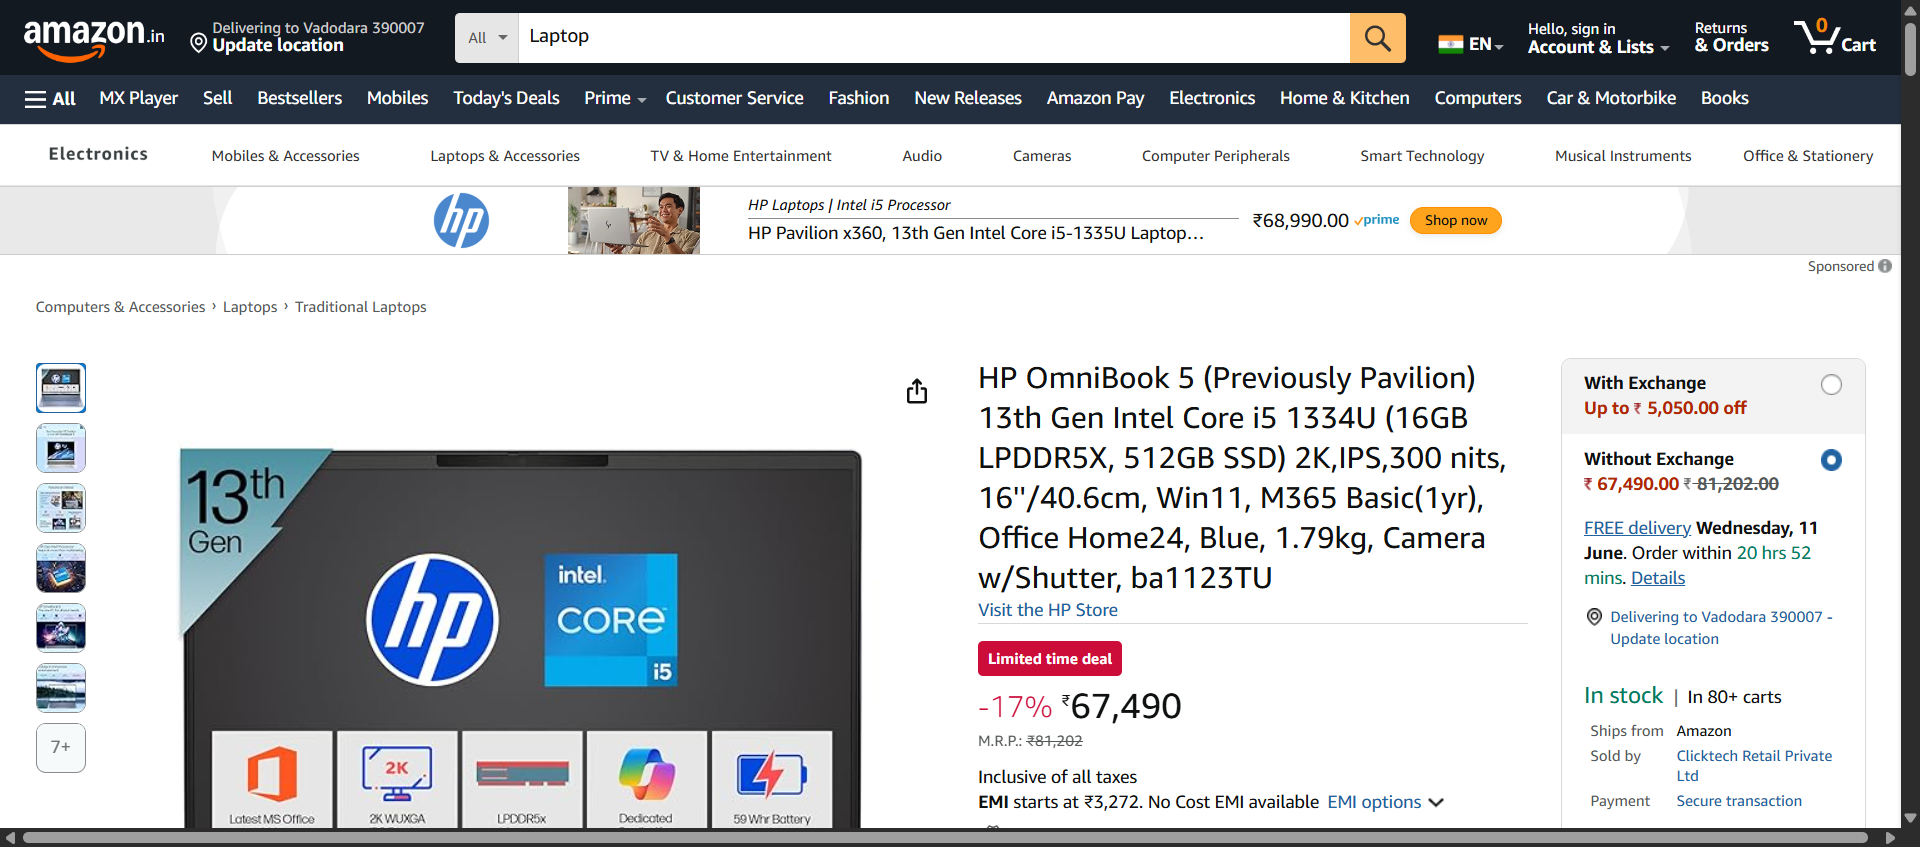 amazon.in
Delivering to Vadodara 390007
Update location
All
Laptop
EN
Hello, sign in
Account & Lists
Returns
& Orders
0
Cart
All
MX Player
Sell
Bestsellers
Mobiles
Today's Deals
Prime
Customer Service
Fashion
New Releases
Amazon Pay
Electronics
Home & Kitchen
Computers
Car & Motorbike
Books
Electronics
Mobiles & Accessories
Laptops & Accessories
TV & Home Entertainment
Audio
Cameras
Computer Peripherals
Smart Technology
Musical Instruments
Office & Stationery
hp
HP Laptops | Intel i5 Processor
HP Pavilion x360, 13th Gen Intel Core i5-1335U Laptop…
₹68,990.00 prime
Shop now
Sponsored
Computers & Accessories › Laptops › Traditional Laptops
7+
13th
Gen
hp
intel.
CORE
i5
Latest MS Office
2K
2K WUXGA
LPDDR5x
Dedicated
59 Whr Battery
HP OmniBook 5 (Previously Pavilion)
13th Gen Intel Core i5 1334U (16GB
LPDDR5X, 512GB SSD) 2K,IPS,300 nits,
16''/40.6cm, Win11, M365 Basic(1yr),
Office Home24, Blue, 1.79kg, Camera
w/Shutter, ba1123TU
Visit the HP Store
Limited time deal
-17% ₹67,490
M.R.P.: ₹81,202
Inclusive of all taxes
EMI starts at ₹3,272. No Cost EMI available EMI options
With Exchange
Up to ₹ 5,050.00 off
Without Exchange
₹ 67,490.00 ₹ 81,202.00
FREE delivery Wednesday, 11
June. Order within 20 hrs 52
mins. Details
Delivering to Vadodara 390007 -
Update location
In stock | In 80+ carts
Ships from Amazon
Sold by Clicktech Retail Private
Ltd
Payment Secure transaction